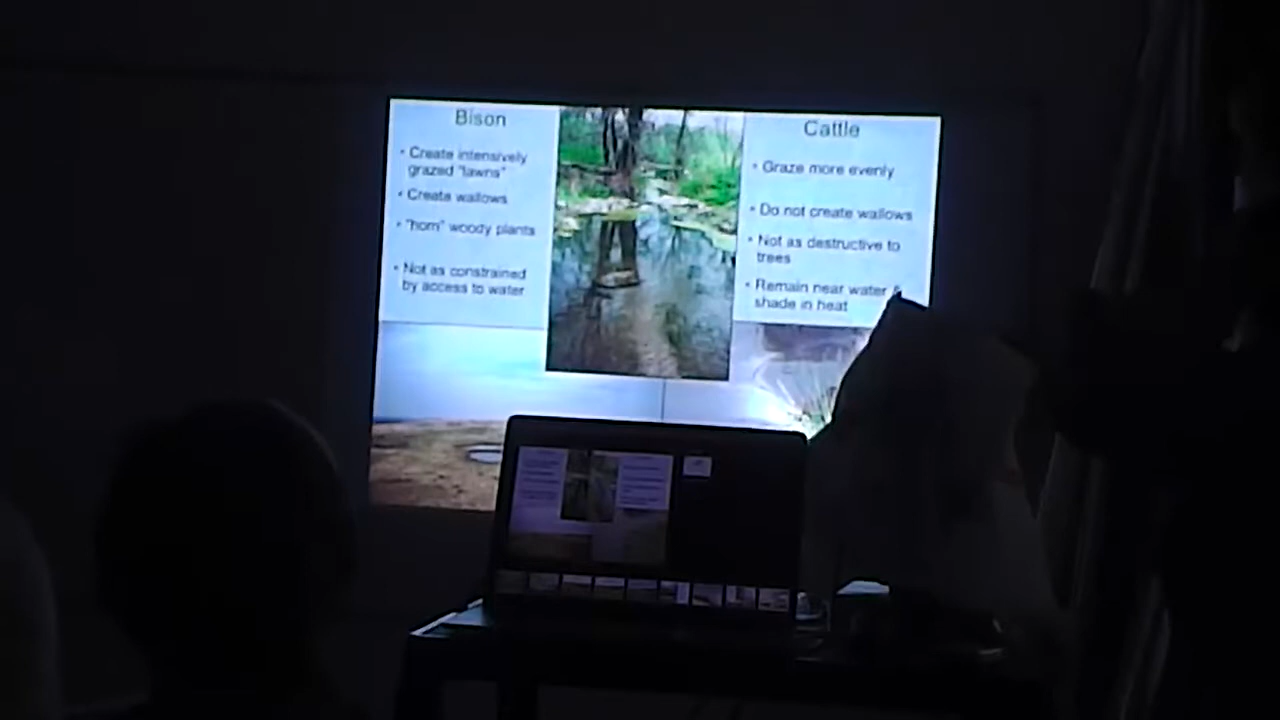 Bison
• Create intensively
grazed "lawns"
• Create wallows
• "horn" woody plants
• Not as constrained
by access to water
Cattle
• Graze more evenly
• Do not create wallows
• Not as destructive to
trees
• Remain near water &
shade in heat